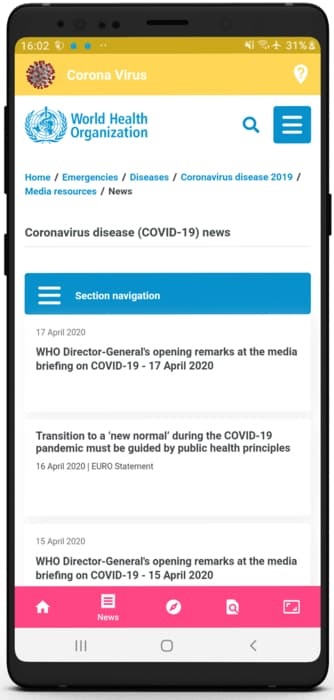 16:02 31%
Corona Virus
World Health
Organization
Home / Emergencies / Diseases / Coronavirus disease 2019 /
Media resources / News
Coronavirus disease (COVID-19) news
Section navigation
17 April 2020
WHO Director-General's opening remarks at the media
briefing on COVID-19 - 17 April 2020
Transition to a 'new normal' during the COVID-19
pandemic must be guided by public health principles
16 April 2020 | EURO Statement
15 April 2020
WHO Director-General's opening remarks at the media
briefing on COVID-19 - 15 April 2020
News